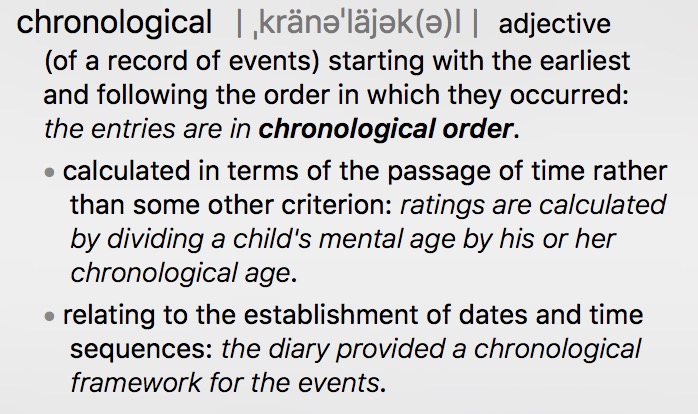 chronological | ˌkränəˈläjək(ə)l | adjective
(of a record of events) starting with the earliest
and following the order in which they occurred:
the entries are in chronological order.
• calculated in terms of the passage of time rather
than some other criterion: ratings are calculated
by dividing a child's mental age by his or her
chronological age.
• relating to the establishment of dates and time
sequences: the diary provided a chronological
framework for the events.